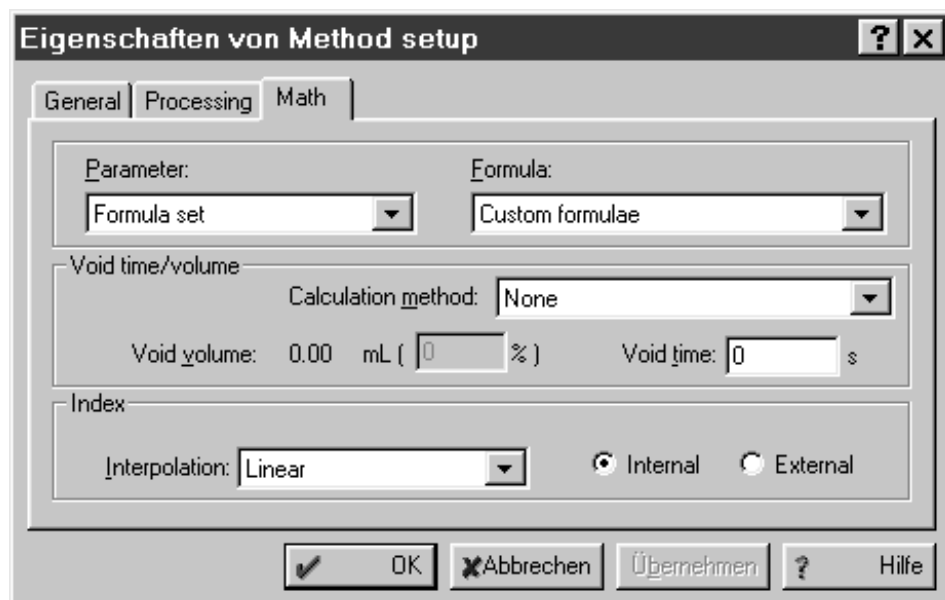 Eigenschaften von Method setup ? X
General Processing Math
Parameter: Formula:
Formula set Custom formulae
Void time/volume
Calculation method: None
Void volume: 0.00 mL ( 0 % ) Void time: 0 s
Index
Interpolation: Linear Internal External
OK Abbrechen Übernehmen ? Hilfe